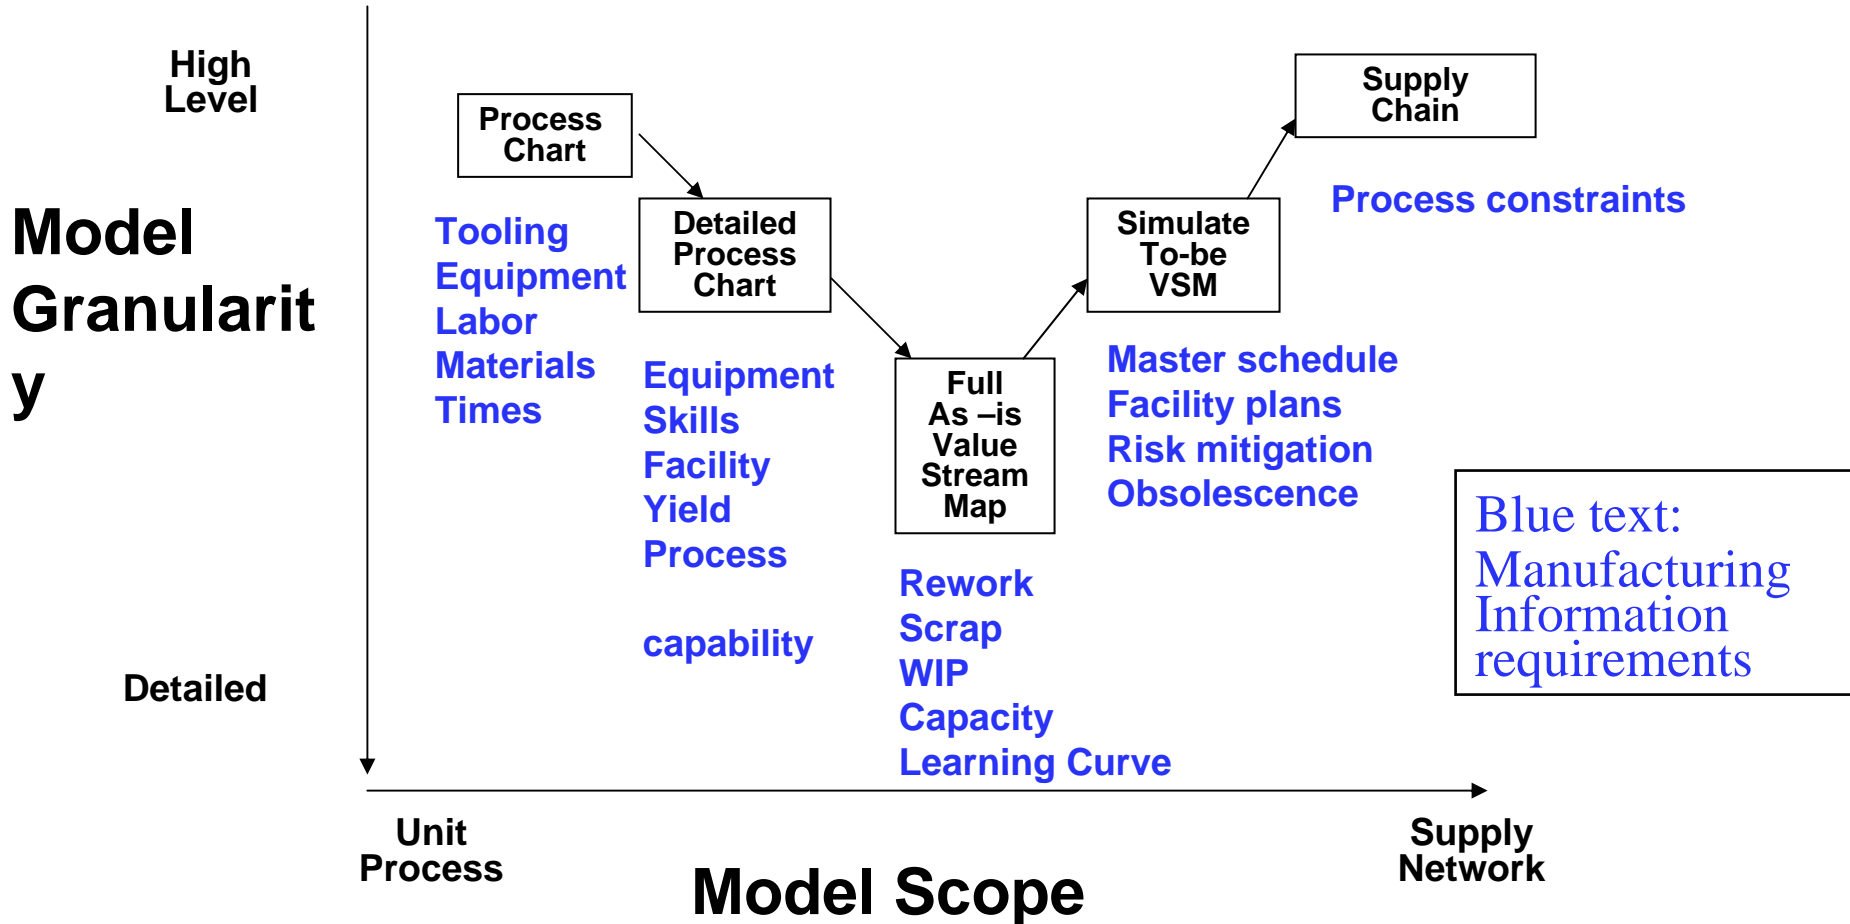 High
Level
Model
Granularit
y
Detailed
Process
Chart
Tooling
Equipment
Labor
Materials
Times
Detailed
Process
Chart
Equipment
Skills
Facility
Yield
Process
capability
Full
As –is
Value
Stream
Map
Rework
Scrap
WIP
Capacity
Learning Curve
Simulate
To-be
VSM
Master schedule
Facility plans
Risk mitigation
Obsolescence
Supply
Chain
Process constraints
Blue text:
Manufacturing
Information
requirements
Unit
Process
Model Scope
Supply
Network